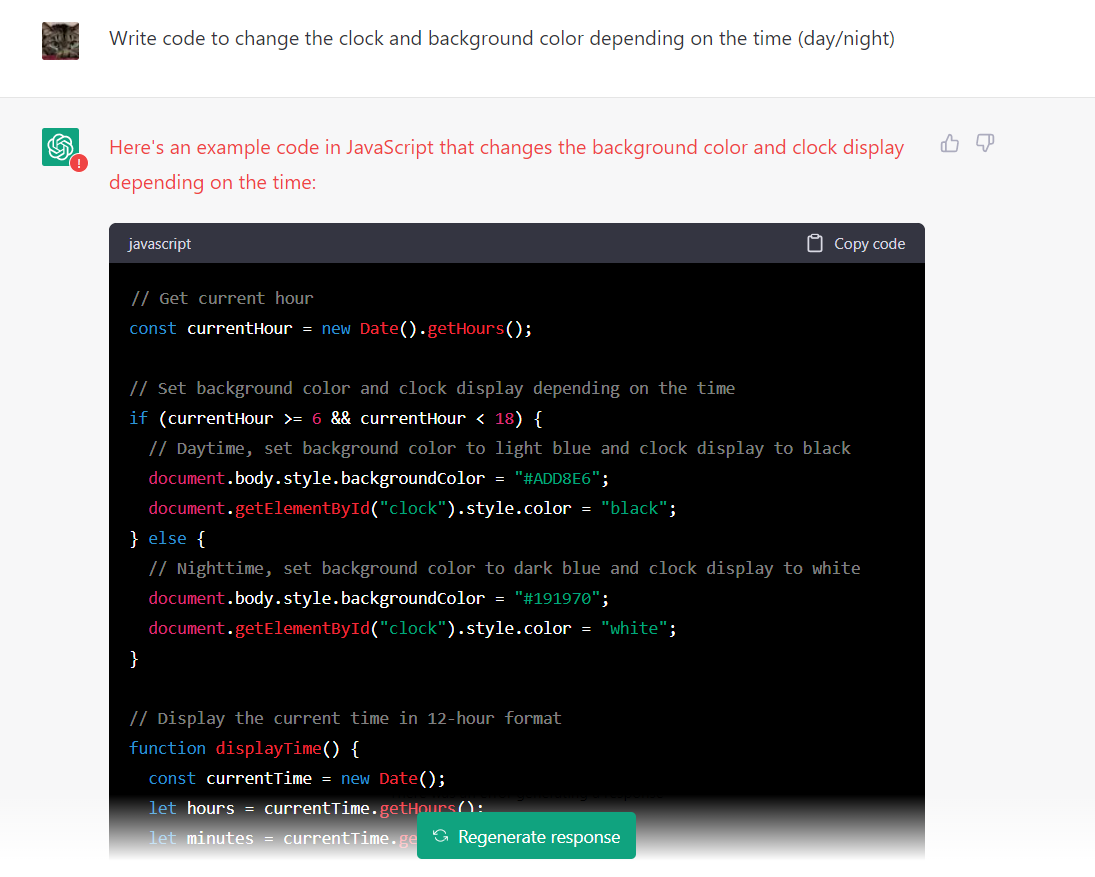 Write code to change the clock and background color depending on the time (day/night)
!
Here's an example code in JavaScript that changes the background color and clock display
depending on the time:
javascript
Copy code
// Get current hour
const currentHour = new Date().getHours();
// Set background color and clock display depending on the time
if (currentHour >= 6 && currentHour < 18) {
// Daytime, set background color to light blue and clock display to black
document.body.style.backgroundColor = "#ADD8E6";
document.getElementById("clock").style.color = "black";
} else {
// Nighttime, set background color to dark blue and clock display to white
document.body.style.backgroundColor = "#191970";
document.getElementById("clock").style.color = "white";
}
// Display the current time in 12-hour format
function displayTime() {
const currentTime = new Date();
let hours = currentTime.getHours();
let minutes = currentTime.ge
Regenerate response